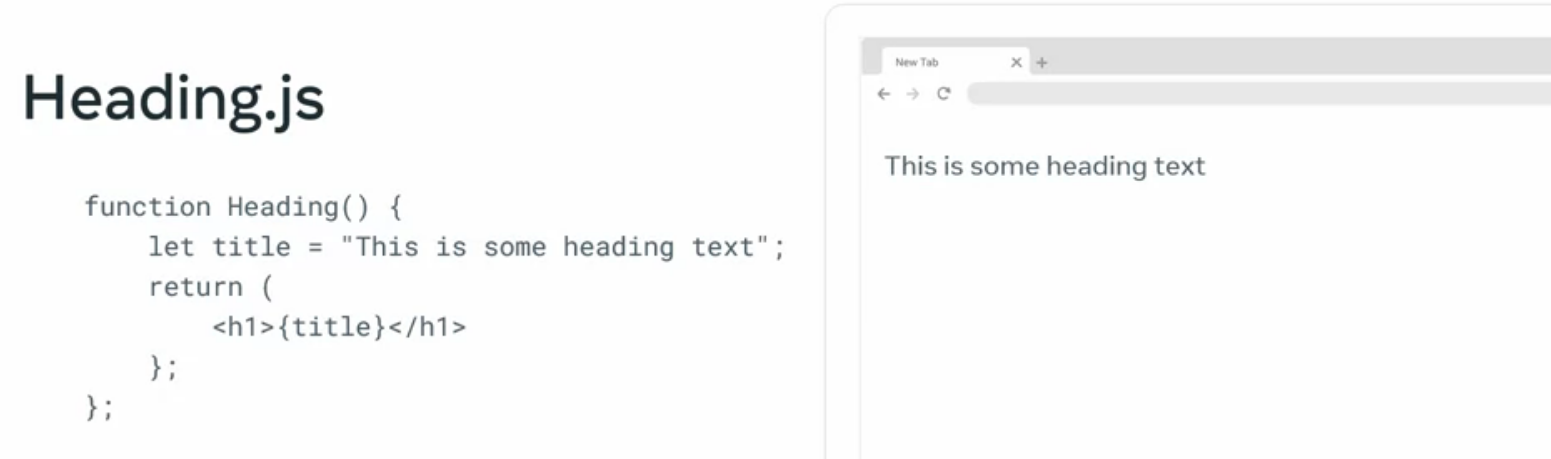 Heading.js
function Heading() {
let title = "This is some heading text";
return (
<h1>{title}</h1>
};
};
New Tab
This is some heading text